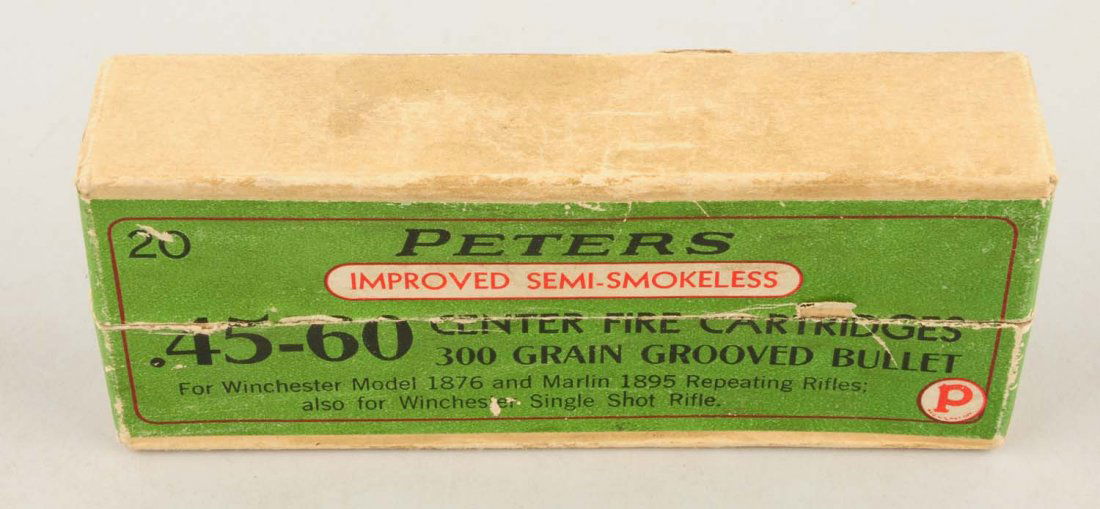 20
PETERS
IMPROVED SEMI-SMOKELESS
.45-60 CENTER FIRE CARTRIDGES
300 GRAIN GROOVED BULLET
For Winchester Model 1876 and Marlin 1895 Repeating Rifles;
also for Winchester Single Shot Rifle.
P